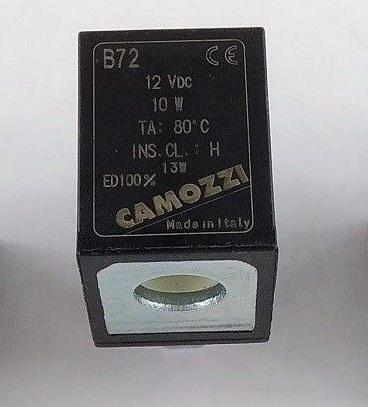 B72 CE
12 VDC
10 W
TA: 80°C
INS.CL.: H
13W
ED100%
CAMOZZI
Made in Italy